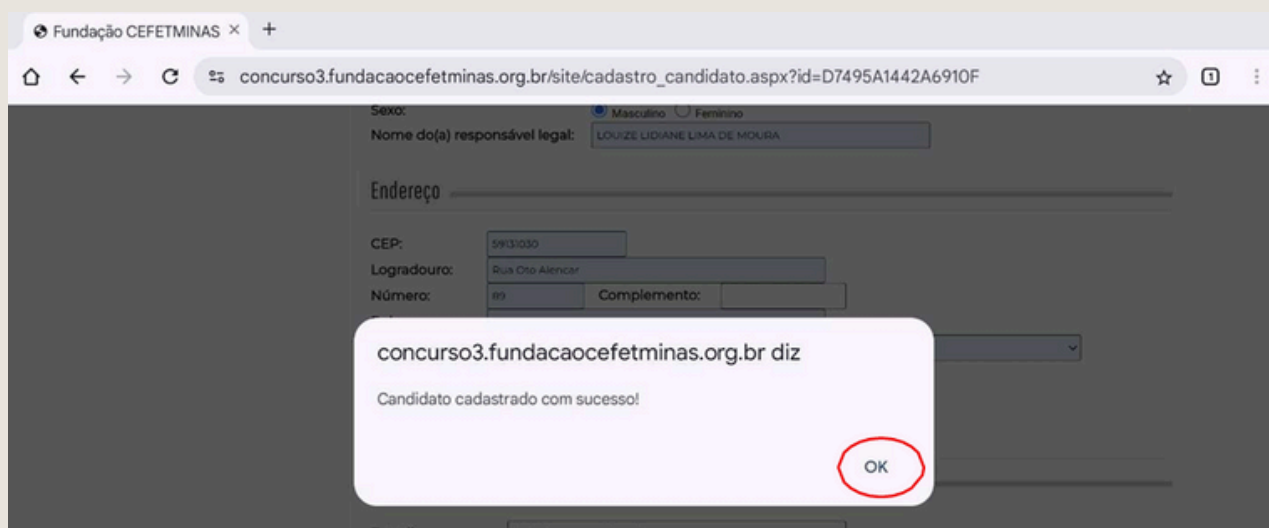 Fundação CEFETMINAS
concurso3.fundacaocefetminas.org.br/site/cadastro_candidato.aspx?id=D7495A1442A6910F
Sexo: Masculino Feminino
Nome do(a) responsável legal: LOUIZE LIDIANE LIMA DE MOURA
Endereço
CEP: 59131030
Logradouro: Rua Oto Alencar
Número: 119 Complemento:
concurso3.fundacaocefetminas.org.br diz
Candidato cadastrado com sucesso!
OK